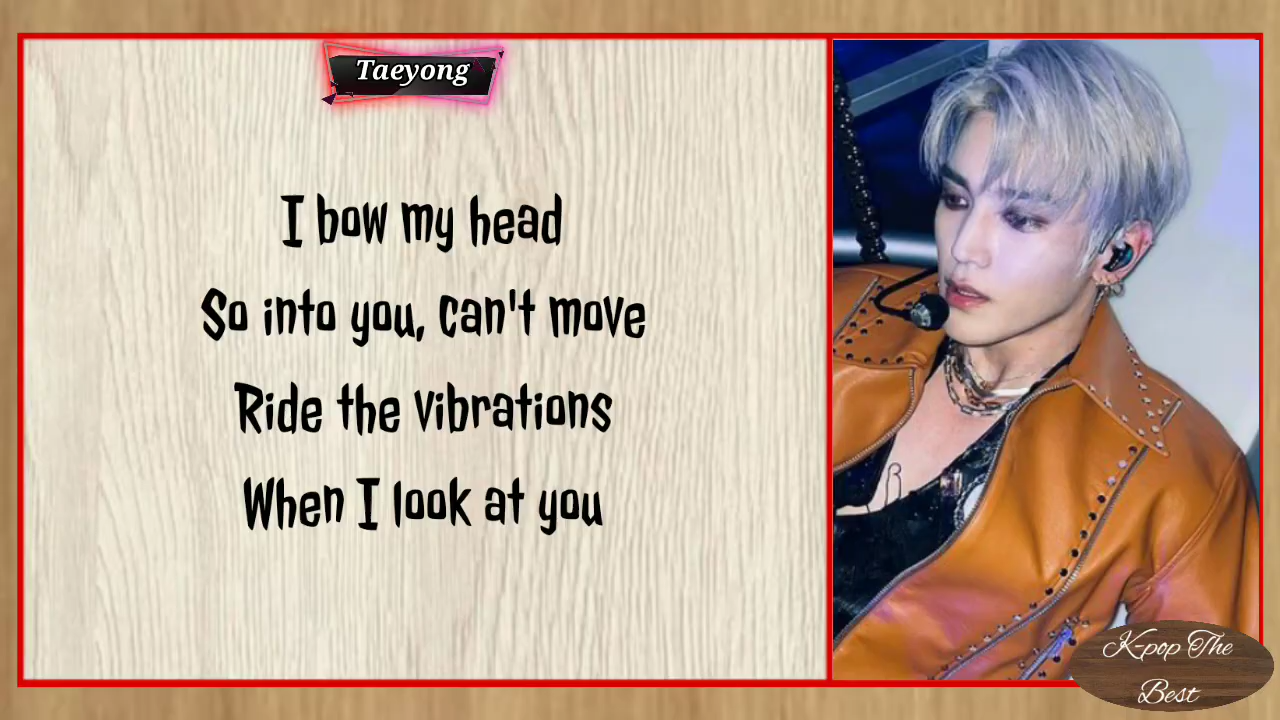 Taeyong
I bow my head
So into you, can't move
Ride the vibrations
When I look at you
K-pop The
Best